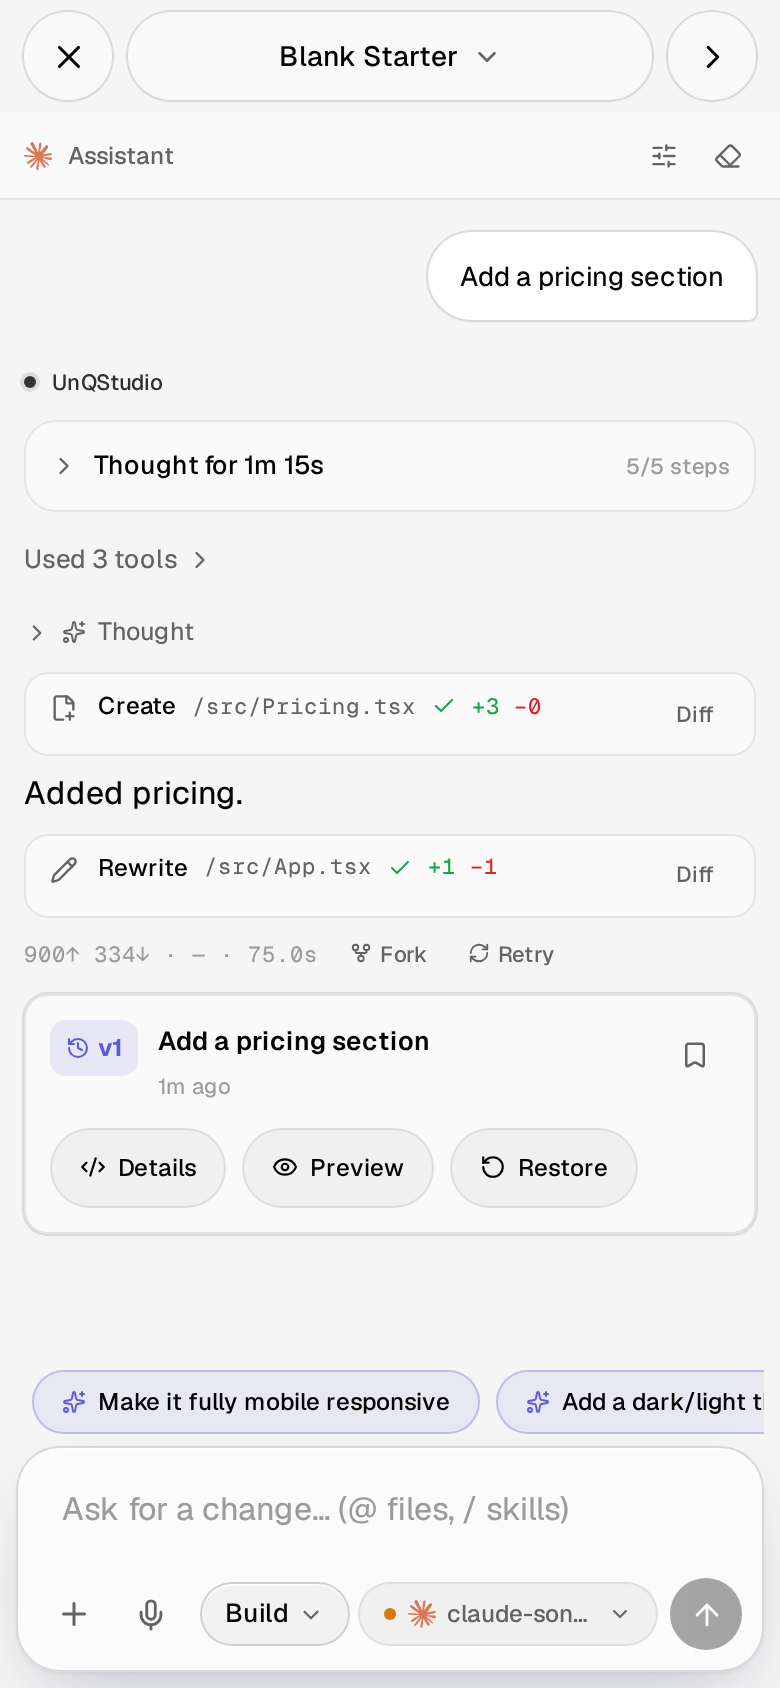 Blank Starter
Assistant
Add a pricing section
UnQStudio
Thought for 1m 15s 5/5 steps
Used 3 tools
Thought
Create /src/Pricing.tsx +3 -0 Diff
Added pricing.
Rewrite /src/App.tsx +1 -1 Diff
900↑ 334↓ · — · 75.0s Fork Retry
v1 Add a pricing section
1m ago
Details Preview Restore
Make it fully mobile responsive Add a dark/light t
Ask for a change... (@ files, / skills)
Build claude-son...